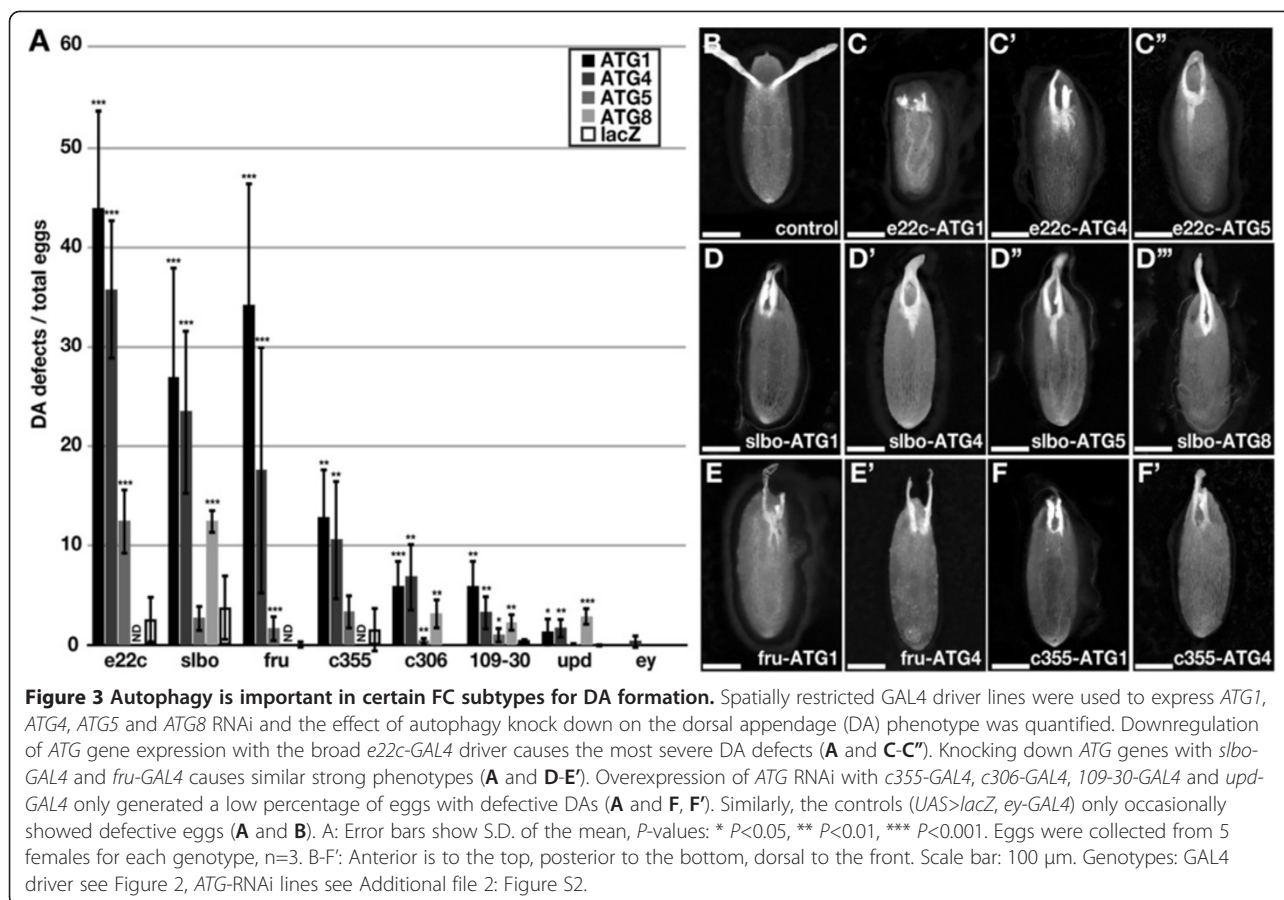 A
60
50
40
30
20
10
0
DA defects / total eggs
ATG1
ATG4
ATG5
ATG8
lacZ
***
***
***
ND
***
***
***
***
***
***
ND
**
**
ND
***
**
**
**
**
**
*
**
*
**
***
e22c slbo fru c355 c306 109-30 upd ey
B control
C e22c-ATG1
C' e22c-ATG4
C" e22c-ATG5
D slbo-ATG1
D' slbo-ATG4
D" slbo-ATG5
D''' slbo-ATG8
E fru-ATG1
E' fru-ATG4
F c355-ATG1
F' c355-ATG4
Figure 3 Autophagy is important in certain FC subtypes for DA formation. Spatially restricted GAL4 driver lines were used to express ATG1,
ATG4, ATG5 and ATG8 RNAi and the effect of autophagy knock down on the dorsal appendage (DA) phenotype was quantified. Downregulation
of ATG gene expression with the broad e22c-GAL4 driver causes the most severe DA defects (A and C-C"). Knocking down ATG genes with slbo-
GAL4 and fru-GAL4 causes similar strong phenotypes (A and D-E'). Overexpression of ATG RNAi with c355-GAL4, c306-GAL4, 109-30-GAL4 and upd-
GAL4 only generated a low percentage of eggs with defective DAs (A and F, F'). Similarly, the controls (UAS>lacZ, ey-GAL4) only occasionally
showed defective eggs (A and B). A: Error bars show S.D. of the mean, P-values: * P<0.05, ** P<0.01, *** P<0.001. Eggs were collected from 5
females for each genotype, n=3. B-F': Anterior is to the top, posterior to the bottom, dorsal to the front. Scale bar: 100 μm. Genotypes: GAL4
driver see Figure 2, ATG-RNAi lines see Additional file 2: Figure S2.